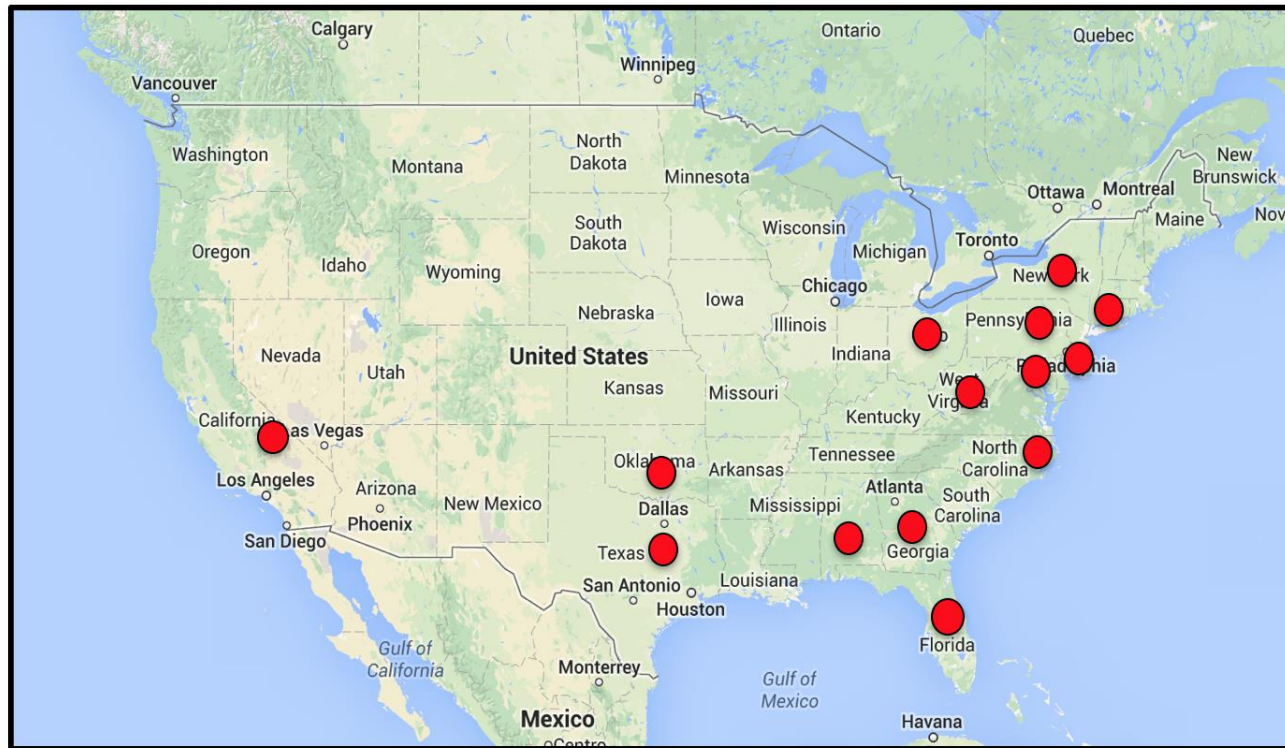 Calgary
Ontario
Quebec
Winnipeg
Vancouver
Washington
North
Dakota
Montana
Minnesota
New
Brunswick
Ottawa
Montreal
Maine
Nov
South
Dakota
Wisconsin
Michigan
Toronto
Oregon
Idaho
Wyoming
Iowa
Chicago
Nebraska
Illinois
Indiana
United States
Nevada
Utah
Kansas
Missouri
West
Kentucky
California
Las Vegas
Oklahoma
Arkansas
Tennessee
North
Carolina
Los Angeles
Arizona
New Mexico
Mississippi
Atlanta
South
Carolina
Phoenix
Dallas
San Diego
Texas
Georgia
Louisiana
San Antonio
Houston
Florida
Gulf of
California
Monterrey
Gulf of
Mexico
Mexico
Havana